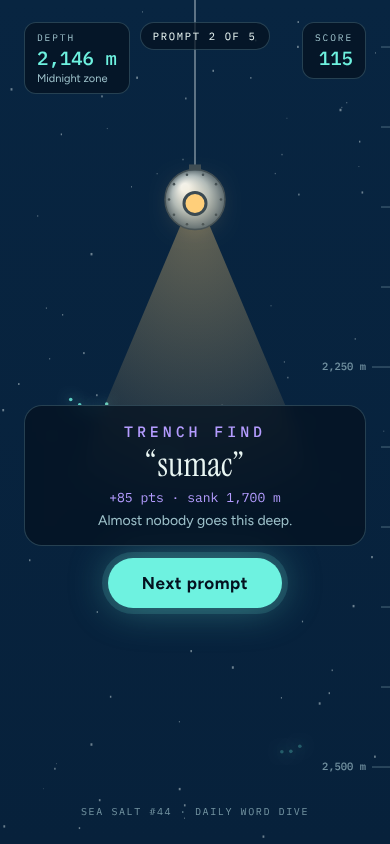 DEPTH
2,146 m
Midnight zone
PROMPT 2 OF 5
SCORE
115
2,250 m
TRENCH FIND
“sumac”
+85 pts · sank 1,700 m
Almost nobody goes this deep.
Next prompt
2,500 m
SEA SALT #44 · DAILY WORD DIVE